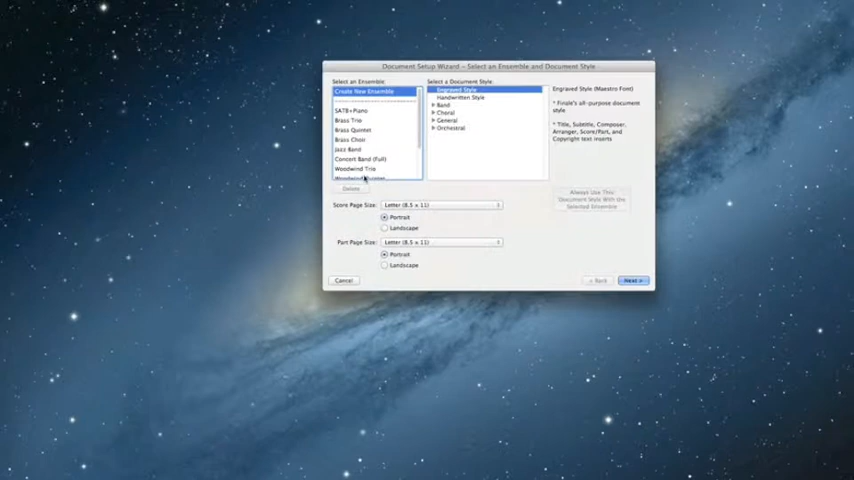 Document Setup Wizard – Select an Ensemble and Document Style
Select an Ensemble:
Create New Ensemble
SATB+Piano
Brass Trio
Brass Quintet
Brass Choir
Jazz Band
Concert Band (Full)
Woodwind Trio
Delete
Select a Document Style:
Engraved Style
Handwritten Style
Band
Choral
General
Orchestral
Engraved Style (Maestro Font)
* Finale's all-purpose document
style
* Title, Subtitle, Composer,
Arranger, Score/Part, and
Copyright text inserts
Always Use This
Document Style With the
Selected Ensemble
Score Page Size:
Letter (8.5 x 11)
Portrait
Landscape
Part Page Size:
Letter (8.5 x 11)
Portrait
Landscape
Cancel
< Back
Next >